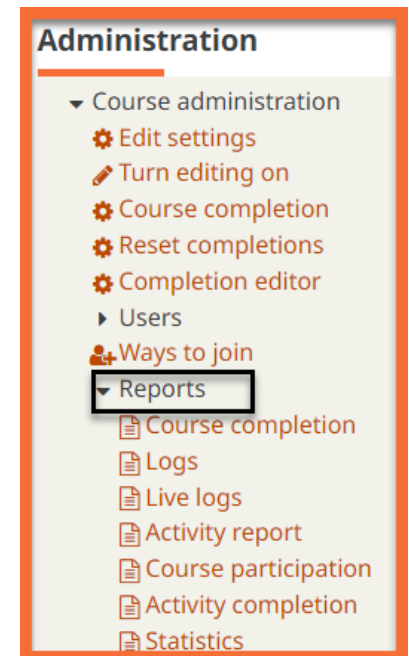 Administration
Course administration
Edit settings
Turn editing on
Course completion
Reset completions
Completion editor
Users
Ways to join
Reports
Course completion
Logs
Live logs
Activity report
Course participation
Activity completion
Statistics